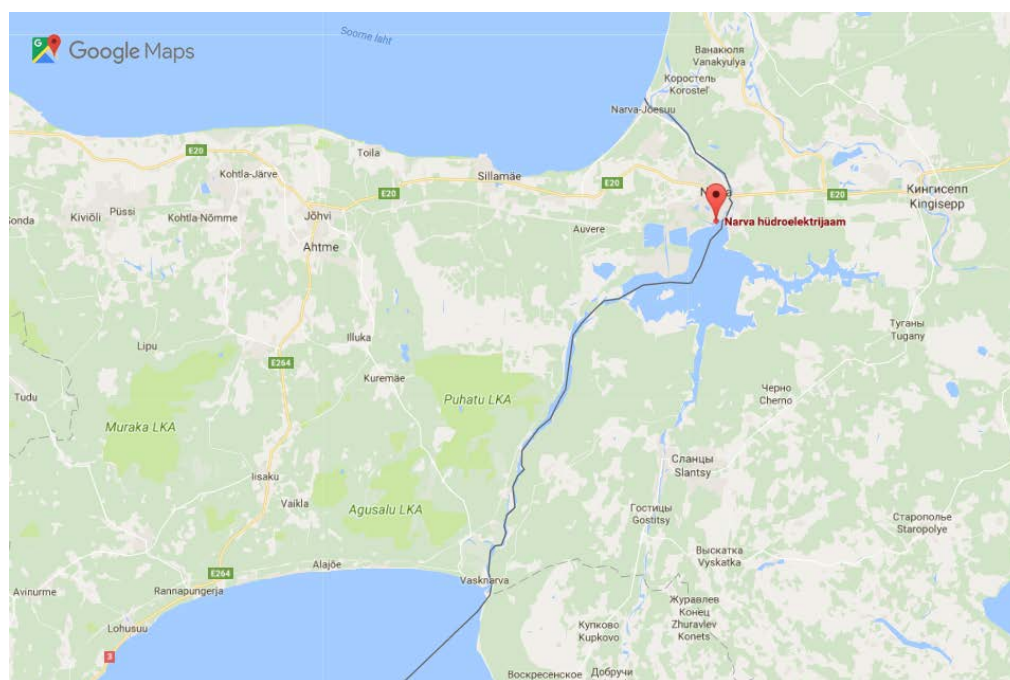 Google Maps
Soome laht
Ванакюля
Vanakyulya
Коростель
Korostel'
Narva-Jõesuu
E20
Toila
Kohtla-Järve
Sillamäe
E20
E20
E20
Кингисепп
Kingisepp
Kiviõli
Püssi
Kohtla-Nõmme
Jõhvi
Narva hüdroelektrijaam
Auvere
Ahtme
Туганы
Tugany
Illuka
Lipu
E264
Kuremäe
Черно
Cherno
Tudu
Puhatu LKA
Muraka LKA
Сланцы
Slantsy
Iisaku
Vaikla
Agusalu LKA
Гостицы
Gostitsy
Старополье
Staropolye
Выскатка
Vyskatka
Alajõe
E264
Vasknarva
Avinurme
Rannapungerja
Журавлев
Конец
Zhuravlev
Konets
Lohusuu
Купково
Kupkovo
3
Воскресенское
Добручи